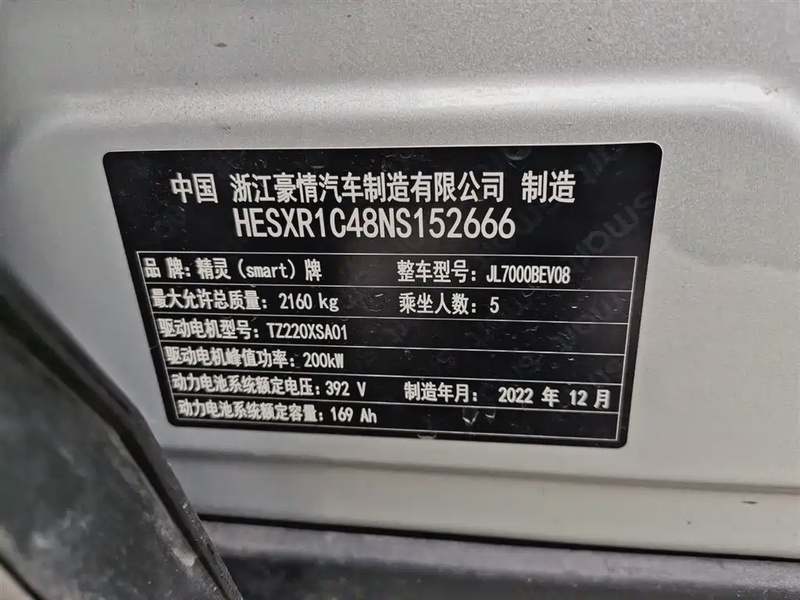 中国 浙江豪情汽车制造有限公司 制造
HESXR1C48NS152666
品 牌:精灵(smart)牌 整车型号: JL7000BEV08
最大允许总质量: 2160 kg 乘坐人数: 5
驱动电机型号: TZ220XSA01
驱动电机峰值功率: 200kW
动力电池系统额定电压: 392 V 制造年月: 2022 年 12 月
动力电池系统额定容量: 169 Ah
smart